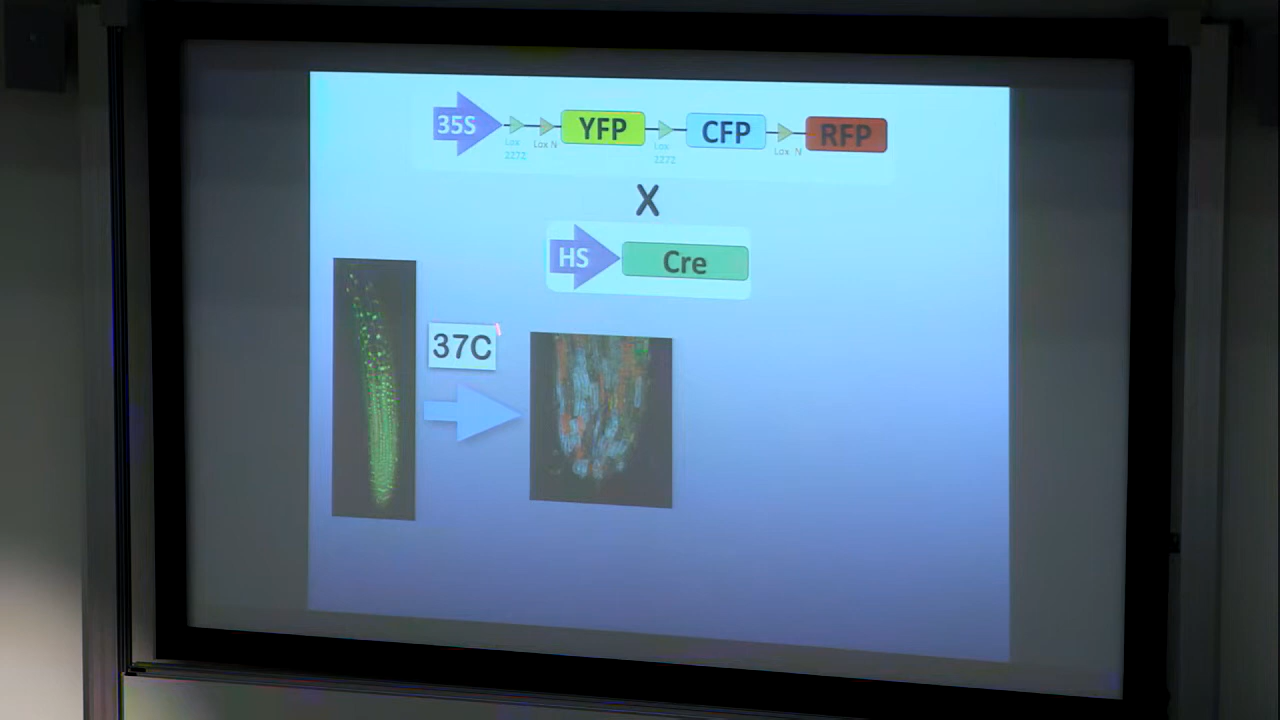 35S YFP CFP RFP
Lox 2272 Lox N Lox 2272 Lox N
X
HS Cre
37C